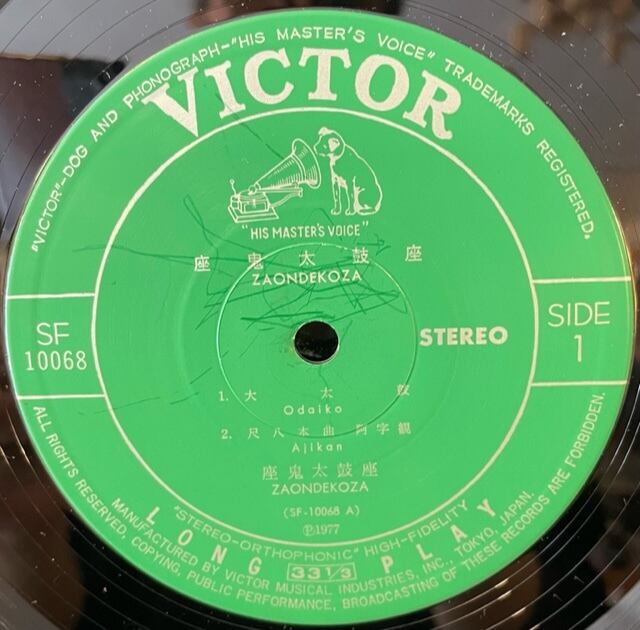 "VICTOR"-DOG AND PHONOGRAPH-"HIS MASTER'S VOICE" TRADEMARKS REGISTERED.
VICTOR
"HIS MASTER'S VOICE"
座鬼太鼓座
ZAONDEKOZA
SF
10068
STEREO
SIDE
1
1. 大太鼓
Odaiko
2. 尺八本曲 阿字観
Ajikan
座鬼太鼓座
ZAONDEKOZA
(SF-10068 A)
Ⓟ1977
"STEREO-ORTHOPHONIC" HIGH-FIDELITY
LONG 33 1/3 PLAY
MANUFACTURED BY VICTOR MUSICAL INDUSTRIES, INC., TOKYO, JAPAN.
ALL RIGHTS RESERVED, COPYING, PUBLIC PERFORMANCE, BROADCASTING OF THESE RECORDS ARE FORBIDDEN.